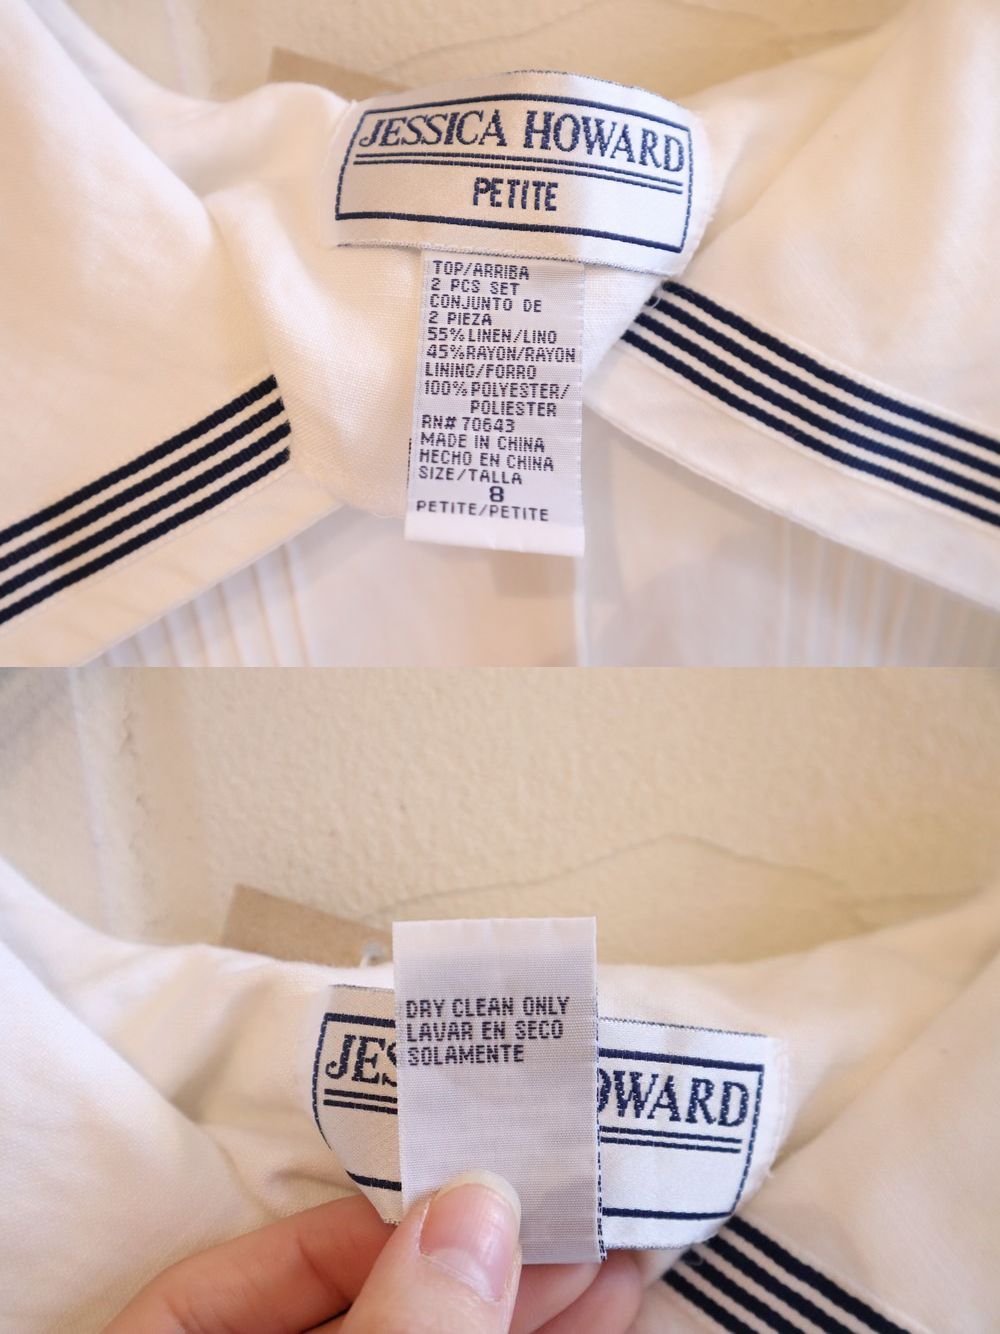 JESSICA HOWARD
PETITE
TOP/ARRIBA
2 PCS SET
CONJUNTO DE
2 PIEZA
55% LINEN/LINO
45%RAYON/RAYON
LINING/FORRO
100% POLYESTER/
POLIESTER
RN# 70643
MADE IN CHINA
HECHO EN CHINA
SIZE/TALLA
8
PETITE/PETITE
DRY CLEAN ONLY
LAVAR EN SECO
SOLAMENTE
JES OWARD